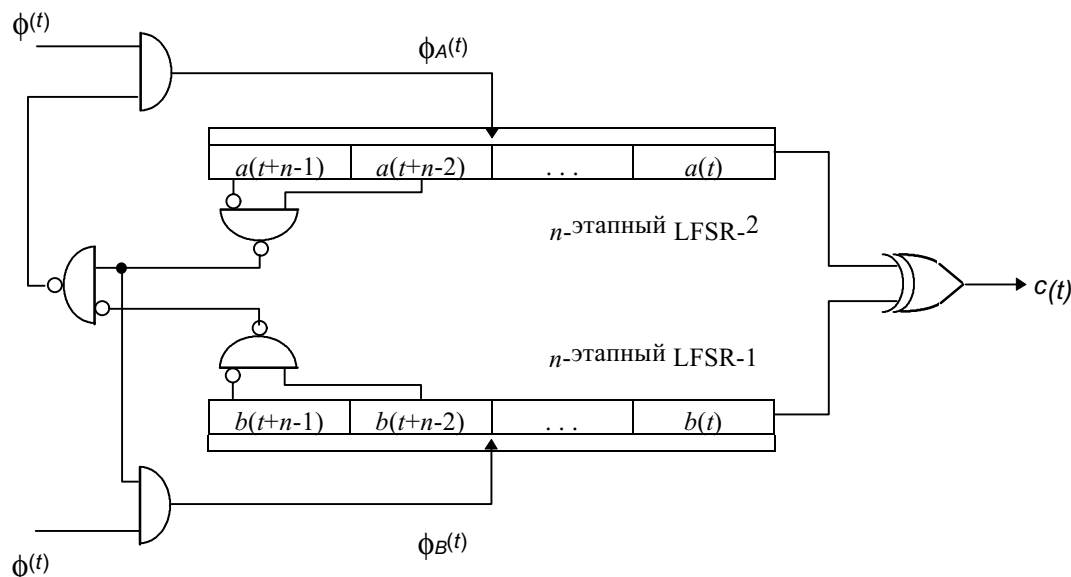 ϕ(t)
ϕA(t)
a(t+n-1) a(t+n-2) . . . a(t)
n-этапный LFSR-2
c(t)
n-этапный LFSR-1
b(t+n-1) b(t+n-2) . . . b(t)
ϕB(t)
ϕ(t)